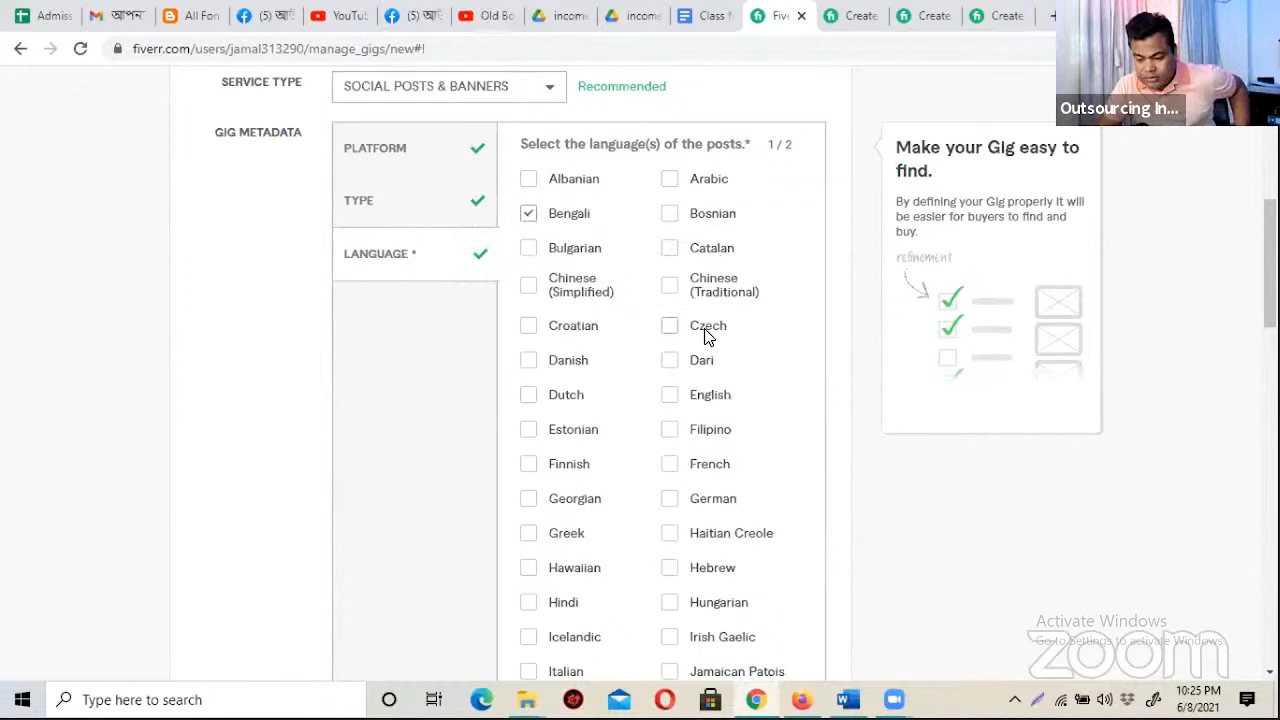 Admis
আমা
All For
(5) আ
YouTu
আপনা
(5) আ
Old Bo
income
income
Class N
Five
Create
Create
Create
fiverr.com/users/jamal313290/manage_gigs/new#!
Outsourcing In...
SERVICE TYPE
SOCIAL POSTS & BANNERS
Recommended
GIG METADATA
PLATFORM
TYPE
LANGUAGE *
Select the language(s) of the posts.* 1 / 2
Albanian
Arabic
Bengali
Bosnian
Bulgarian
Catalan
Chinese
(Simplified)
Chinese
(Traditional)
Croatian
Czech
Danish
Dari
Dutch
English
Estonian
Filipino
Finnish
French
Georgian
German
Greek
Haitian Creole
Hawaiian
Hebrew
Hindi
Hungarian
Icelandic
Irish Gaelic
Italian
Jamaican Patois
Make your Gig easy to
find.
By defining your Gig properly it will
be easier for buyers to find and
buy.
refinement
Activate Windows
Go to Settings to activate Windows.
zoom
Type here to search
10:25 PM
6/8/2021